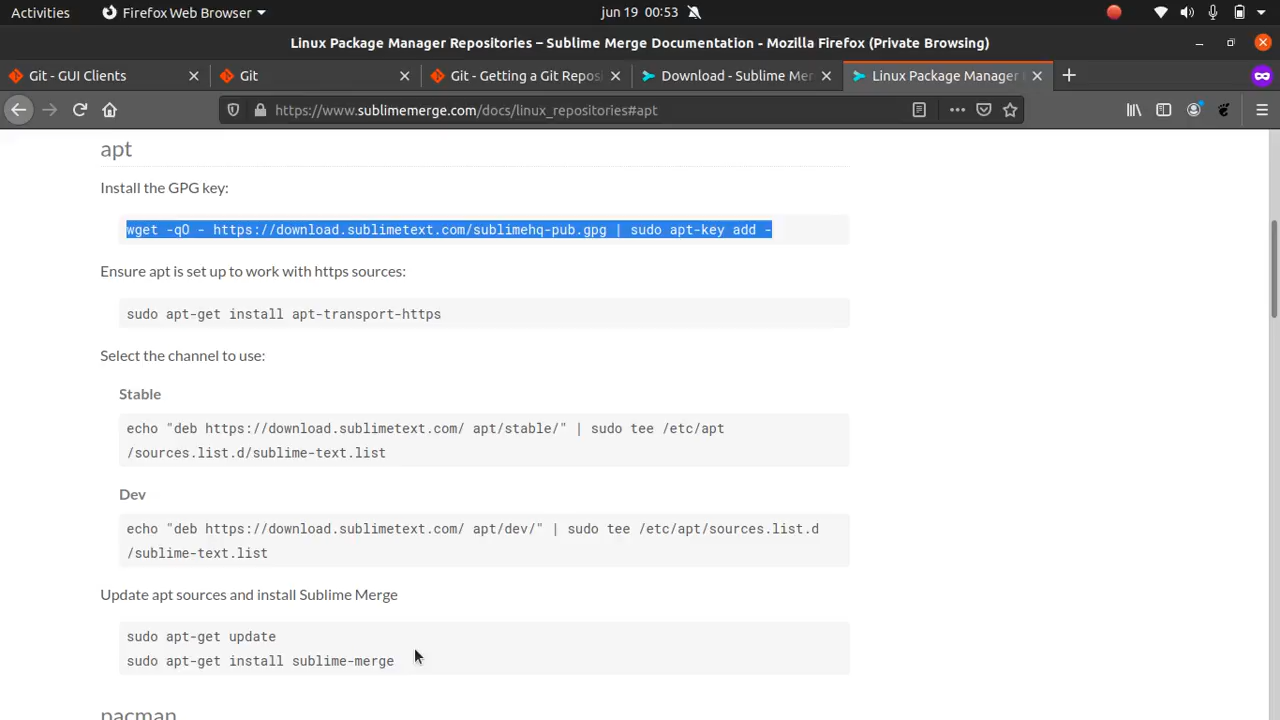 Activities
Firefox Web Browser
jun 19 00:53
Linux Package Manager Repositories – Sublime Merge Documentation - Mozilla Firefox (Private Browsing)
Git - GUI Clients
Git
Git - Getting a Git Reposi
Download - Sublime Mer
Linux Package Manager
https://www.sublimemerge.com/docs/linux_repositories#apt
apt
Install the GPG key:
wget -qO - https://download.sublimetext.com/sublimehq-pub.gpg | sudo apt-key add -
Ensure apt is set up to work with https sources:
sudo apt-get install apt-transport-https
Select the channel to use:
Stable
echo "deb https://download.sublimetext.com/ apt/stable/" | sudo tee /etc/apt
/sources.list.d/sublime-text.list
Dev
echo "deb https://download.sublimetext.com/ apt/dev/" | sudo tee /etc/apt/sources.list.d
/sublime-text.list
Update apt sources and install Sublime Merge
sudo apt-get update
sudo apt-get install sublime-merge
pacman